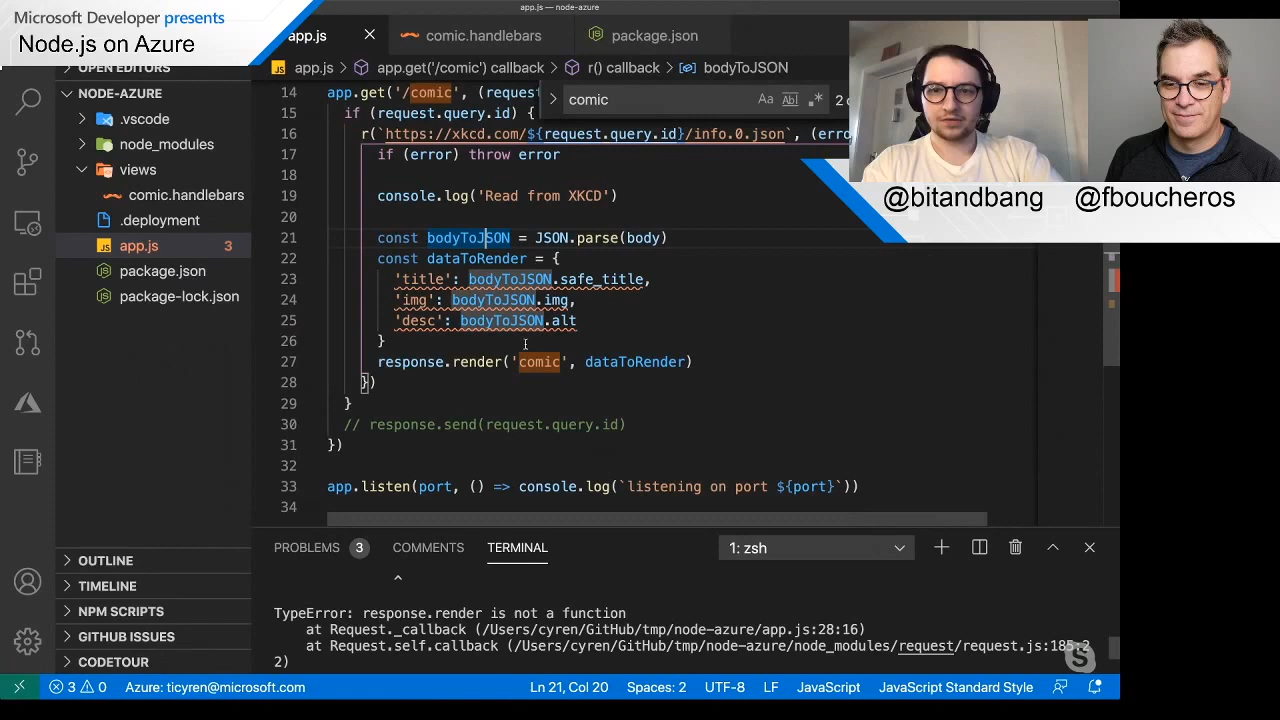 Microsoft Developer presents
Node.js on Azure
app.js — node-azure
app.js
comic.handlebars
package.json
app.js > app.get('/comic') callback > r() callback > bodyToJSON
comic
Aa Abl .*
2 o
OPEN EDITORS
NODE-AZURE
.vscode
node_modules
views
comic.handlebars
.deployment
app.js 3
package.json
package-lock.json
OUTLINE
TIMELINE
NPM SCRIPTS
GITHUB ISSUES
CODETOUR
14 app.get('/comic', (request
15 if (request.query.id) {
16 r(`https://xkcd.com/${request.query.id}/info.0.json`, (erro
17 if (error) throw error
18
19 console.log('Read from XKCD')
20
21 const bodyToJSON = JSON.parse(body)
22 const dataToRender = {
23 'title': bodyToJSON.safe_title,
24 'img': bodyToJSON.img,
25 'desc': bodyToJSON.alt
26 }
27 response.render('comic', dataToRender)
28 })
29 }
30 // response.send(request.query.id)
31 })
32
33 app.listen(port, () => console.log(`listening on port ${port}`))
34
@bitandbang @fboucheros
PROBLEMS 3 COMMENTS TERMINAL 1: zsh
^
TypeError: response.render is not a function
at Request._callback (/Users/cyren/GitHub/tmp/node-azure/app.js:28:16)
at Request.self.callback (/Users/cyren/GitHub/tmp/node-azure/node_modules/request/request.js:185:2
2)
3 0 Azure: ticyren@microsoft.com Ln 21, Col 20 Spaces: 2 UTF-8 LF JavaScript JavaScript Standard Style